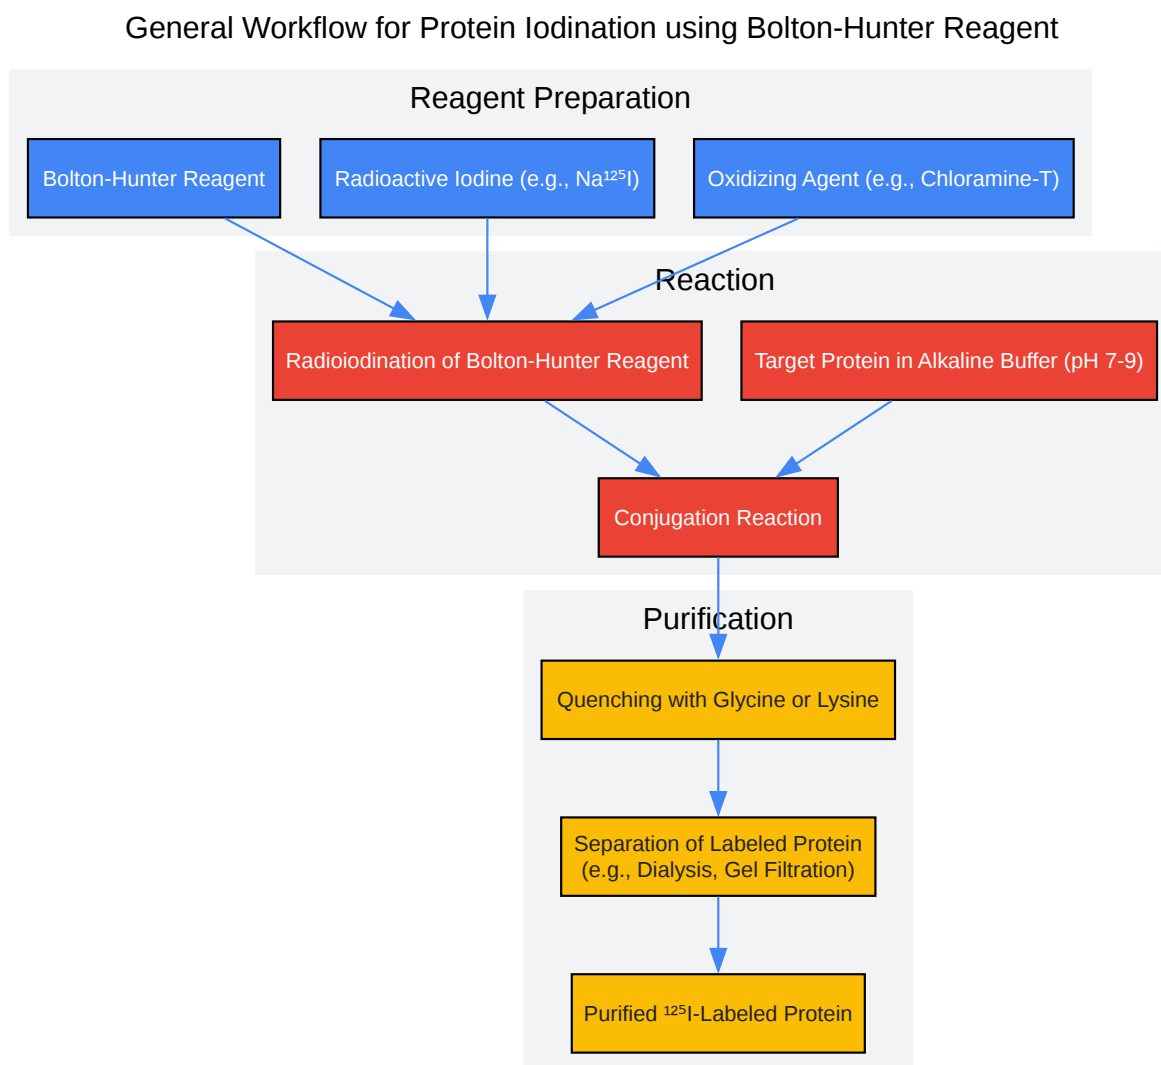 General Workflow for Protein Iodination using Bolton-Hunter Reagent
Reagent Preparation
Bolton-Hunter Reagent
Radioactive Iodine (e.g., Na¹²⁵I)
Oxidizing Agent (e.g., Chloramine-T)
Reaction
Radioiodination of Bolton-Hunter Reagent
Target Protein in Alkaline Buffer (pH 7-9)
Conjugation Reaction
Purification
Quenching with Glycine or Lysine
Separation of Labeled Protein
(e.g., Dialysis, Gel Filtration)
Purified ¹²⁵I-Labeled Protein